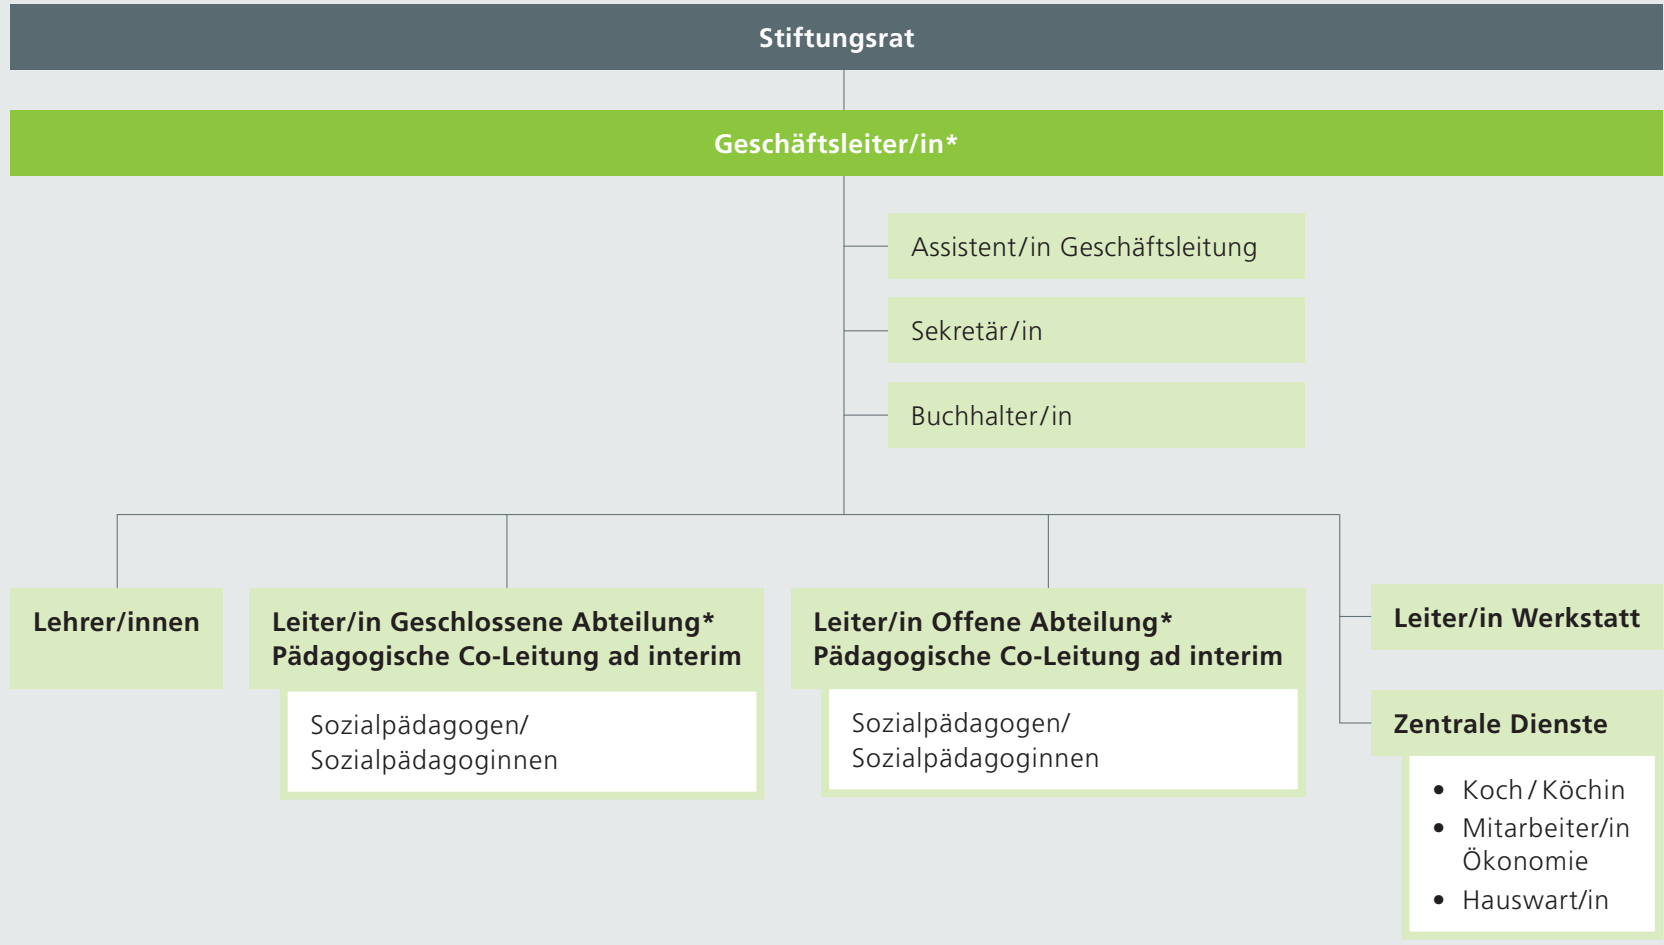 Stiftungsrat
Geschäftsleiter/in*
Assistent/in Geschäftsleitung
Sekretär/in
Buchhalter/in
Lehrer/innen
Leiter/in Geschlossene Abteilung*
Pädagogische Co-Leitung ad interim
Sozialpädagogen/
Sozialpädagoginnen
Leiter/in Offene Abteilung*
Pädagogische Co-Leitung ad interim
Sozialpädagogen/
Sozialpädagoginnen
Leiter/in Werkstatt
Zentrale Dienste
• Koch / Köchin
• Mitarbeiter/in
Ökonomie
• Hauswart/in